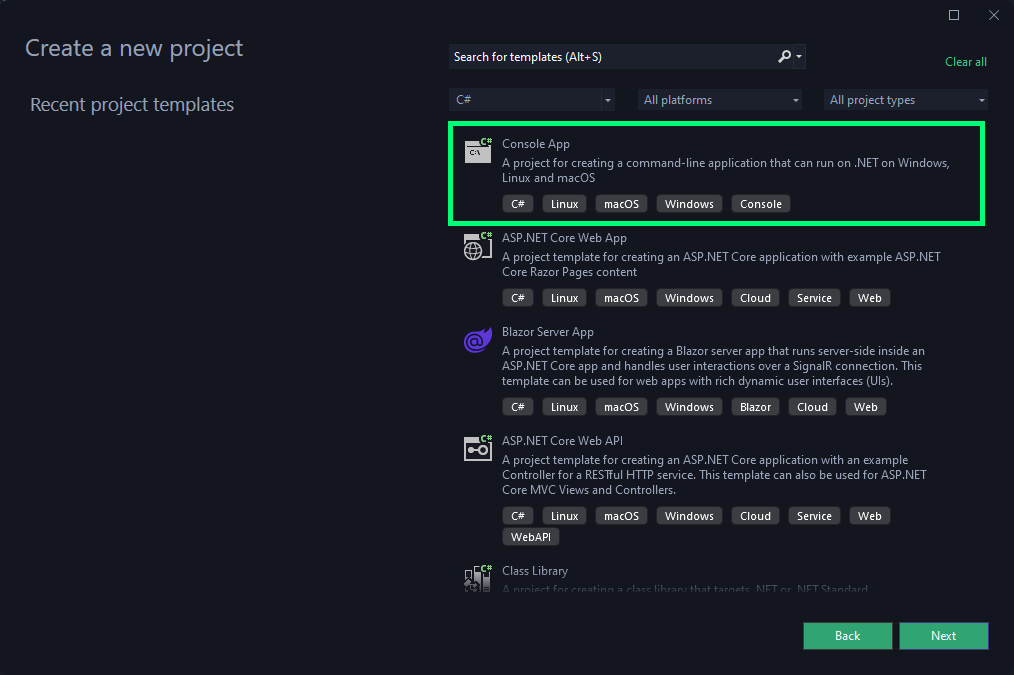 Create a new project
Recent project templates
Search for templates (Alt+S)
Clear all
C#
All platforms
All project types
C#
C:\
Console App
A project for creating a command-line application that can run on .NET on Windows,
Linux and macOS
C# Linux macOS Windows Console
C#
ASP.NET Core Web App
A project template for creating an ASP.NET Core application with example ASP.NET
Core Razor Pages content
C# Linux macOS Windows Cloud Service Web
Blazor Server App
A project template for creating a Blazor server app that runs server-side inside an
ASP.NET Core app and handles user interactions over a SignalR connection. This
template can be used for web apps with rich dynamic user interfaces (UIs).
C# Linux macOS Windows Blazor Cloud Web
C#
ASP.NET Core Web API
A project template for creating an ASP.NET Core application with an example
Controller for a RESTful HTTP service. This template can also be used for ASP.NET
Core MVC Views and Controllers.
C# Linux macOS Windows Cloud Service Web
WebAPI
C#
Class Library
A project for creating a class library that targets .NET or .NET Standard
Back
Next